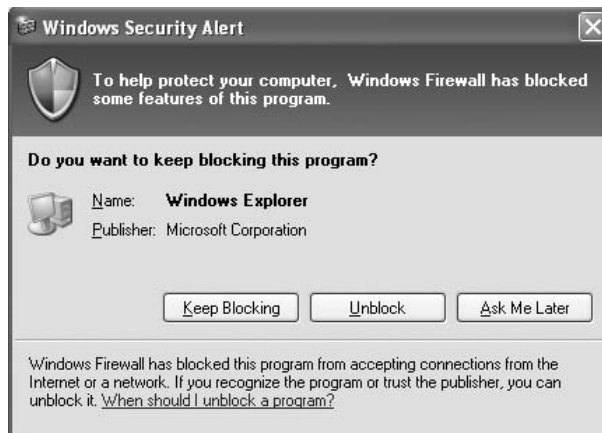 Windows Security Alert
To help protect your computer, Windows Firewall has blocked
some features of this program.
Do you want to keep blocking this program?
Name: Windows Explorer
Publisher: Microsoft Corporation
Keep Blocking Unblock Ask Me Later
Windows Firewall has blocked this program from accepting connections from the
Internet or a network. If you recognize the program or trust the publisher, you can
unblock it. When should I unblock a program?